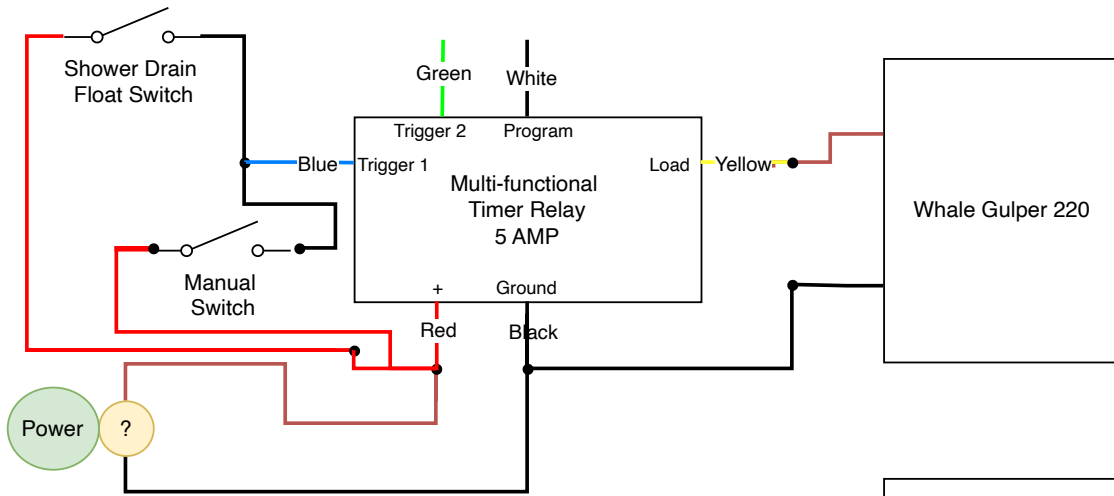 Shower Drain
Float Switch
Green
White
Trigger 2
Program
Blue
Trigger 1
Load
Yellow
Multi-functional
Timer Relay
5 AMP
Whale Gulper 220
Manual
Switch
+
Ground
Red
Black
Power
?